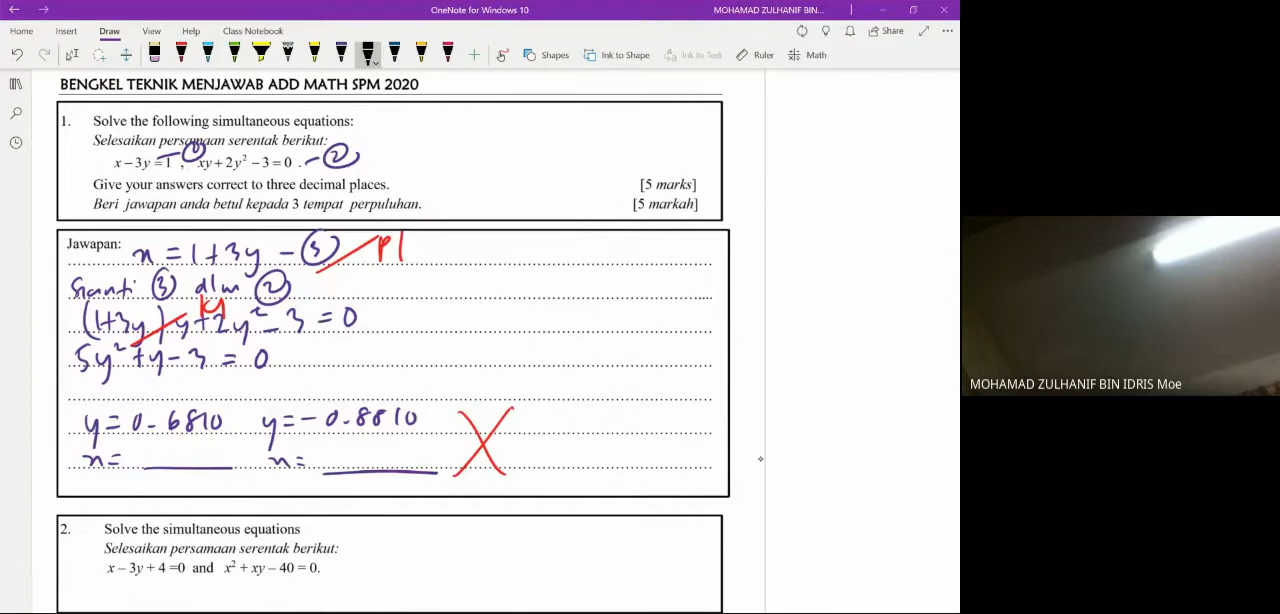 OneNote for Windows 10
MOHAMAD ZULHANIF BIN...
Home Insert Draw View Help Class Notebook Share
Shapes Ink to Shape Ink to Text Ruler Math
BENGKEL TEKNIK MENJAWAB ADD MATH SPM 2020
1. Solve the following simultaneous equations:
Selesaikan persamaan serentak berikut:
x − 3y = 1 – ①, xy + 2y² − 3 = 0 . – ②
Give your answers correct to three decimal places. [5 marks]
Beri jawapan anda betul kepada 3 tempat perpuluhan. [5 markah]
Jawapan: x = 1+3y – ③ P1
Ganti ③ dlm ②
K1
(1+3y)y+2y² − 3 = 0
5y² + y − 3 = 0
y = 0.6810 y = −0.8810
x = x =
2. Solve the simultaneous equations
Selesaikan persamaan serentak berikut:
x – 3y + 4 =0 and x² + xy – 40 = 0.
MOHAMAD ZULHANIF BIN IDRIS Moe